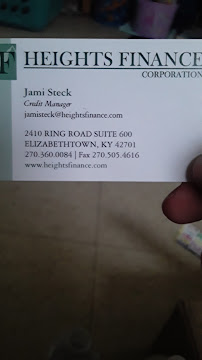 F HEIGHTS FINANCE
CORPORATION
Jami Steck
Credit Manager
jamisteck@heightsfinance.com
2410 RING ROAD SUITE 600
ELIZABETHTOWN, KY 42701
270.360.0084 | Fax 270.505.4616
www.heightsfinance.com